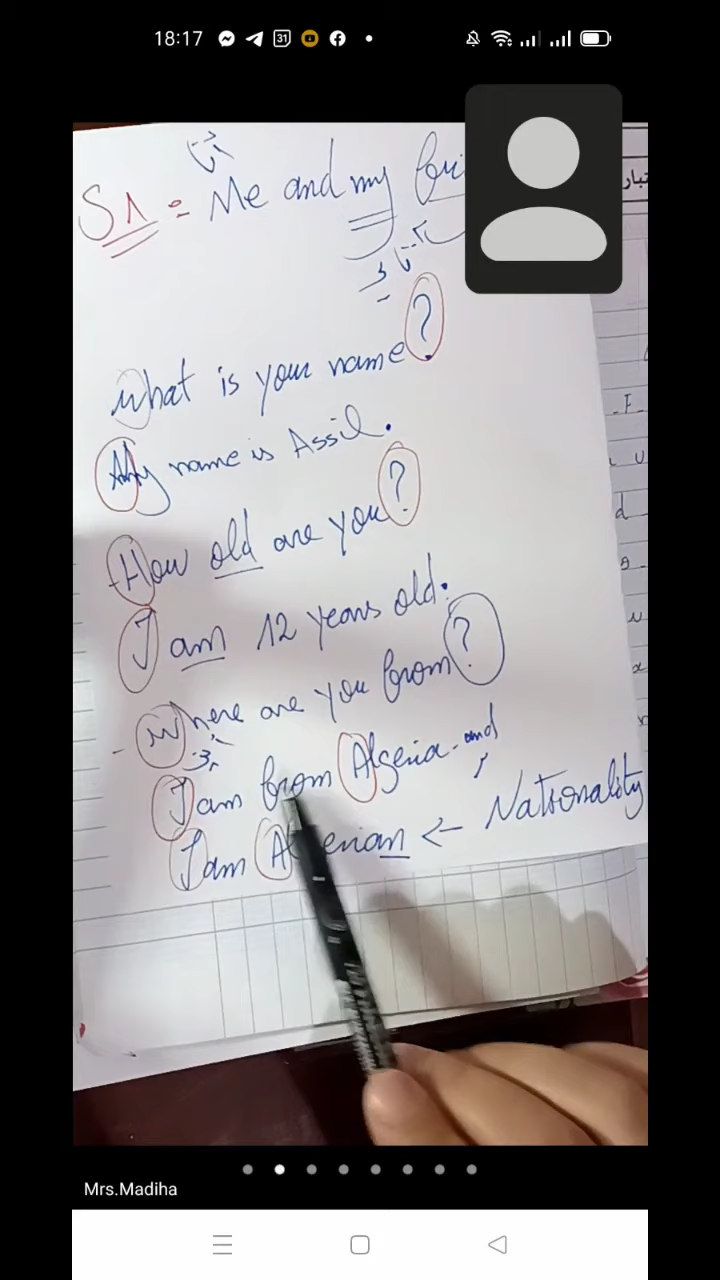 18:17
S1 = Me and my
What is your name?
My name is Assil.
- How old are you?
I am 12 years old.
- Where are you from?
I am from Algeria and
I am Algerian ← Nationality
Mrs.Madiha